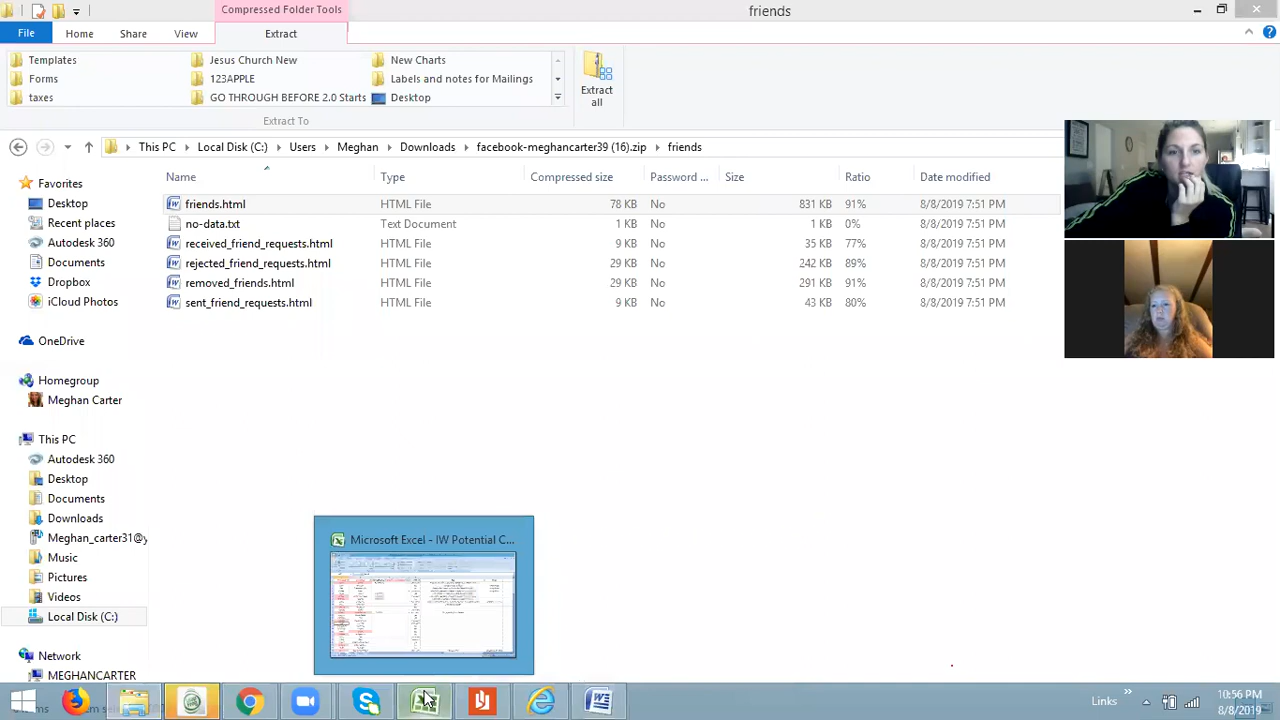 Compressed Folder Tools
friends
File Home Share View Extract
Templates Jesus Church New New Charts
Forms 123APPLE Labels and notes for Mailings
taxes GO THROUGH BEFORE 2.0 Starts Desktop
Extract all
Extract To
This PC Local Disk (C:) Users Meghan Downloads facebook-meghancarter39 (16).zip friends
Name Type Compressed size Password ... Size Ratio Date modified
friends.html HTML File 78 KB No 831 KB 91% 8/8/2019 7:51 PM
no-data.txt Text Document 1 KB No 1 KB 0% 8/8/2019 7:51 PM
received_friend_requests.html HTML File 9 KB No 35 KB 77% 8/8/2019 7:51 PM
rejected_friend_requests.html HTML File 29 KB No 242 KB 89% 8/8/2019 7:51 PM
removed_friends.html HTML File 29 KB No 291 KB 91% 8/8/2019 7:51 PM
sent_friend_requests.html HTML File 9 KB No 43 KB 80% 8/8/2019 7:51 PM
Favorites
Desktop
Recent places
Autodesk 360
Documents
Dropbox
iCloud Photos
OneDrive
Homegroup
Meghan Carter
This PC
Autodesk 360
Desktop
Documents
Downloads
Meghan_carter31@y
Music
Pictures
Videos
Local Disk (C:)
Network
MEGHANCARTER
Microsoft Excel - IW Potential C...
Links
10:56 PM
8/8/2019